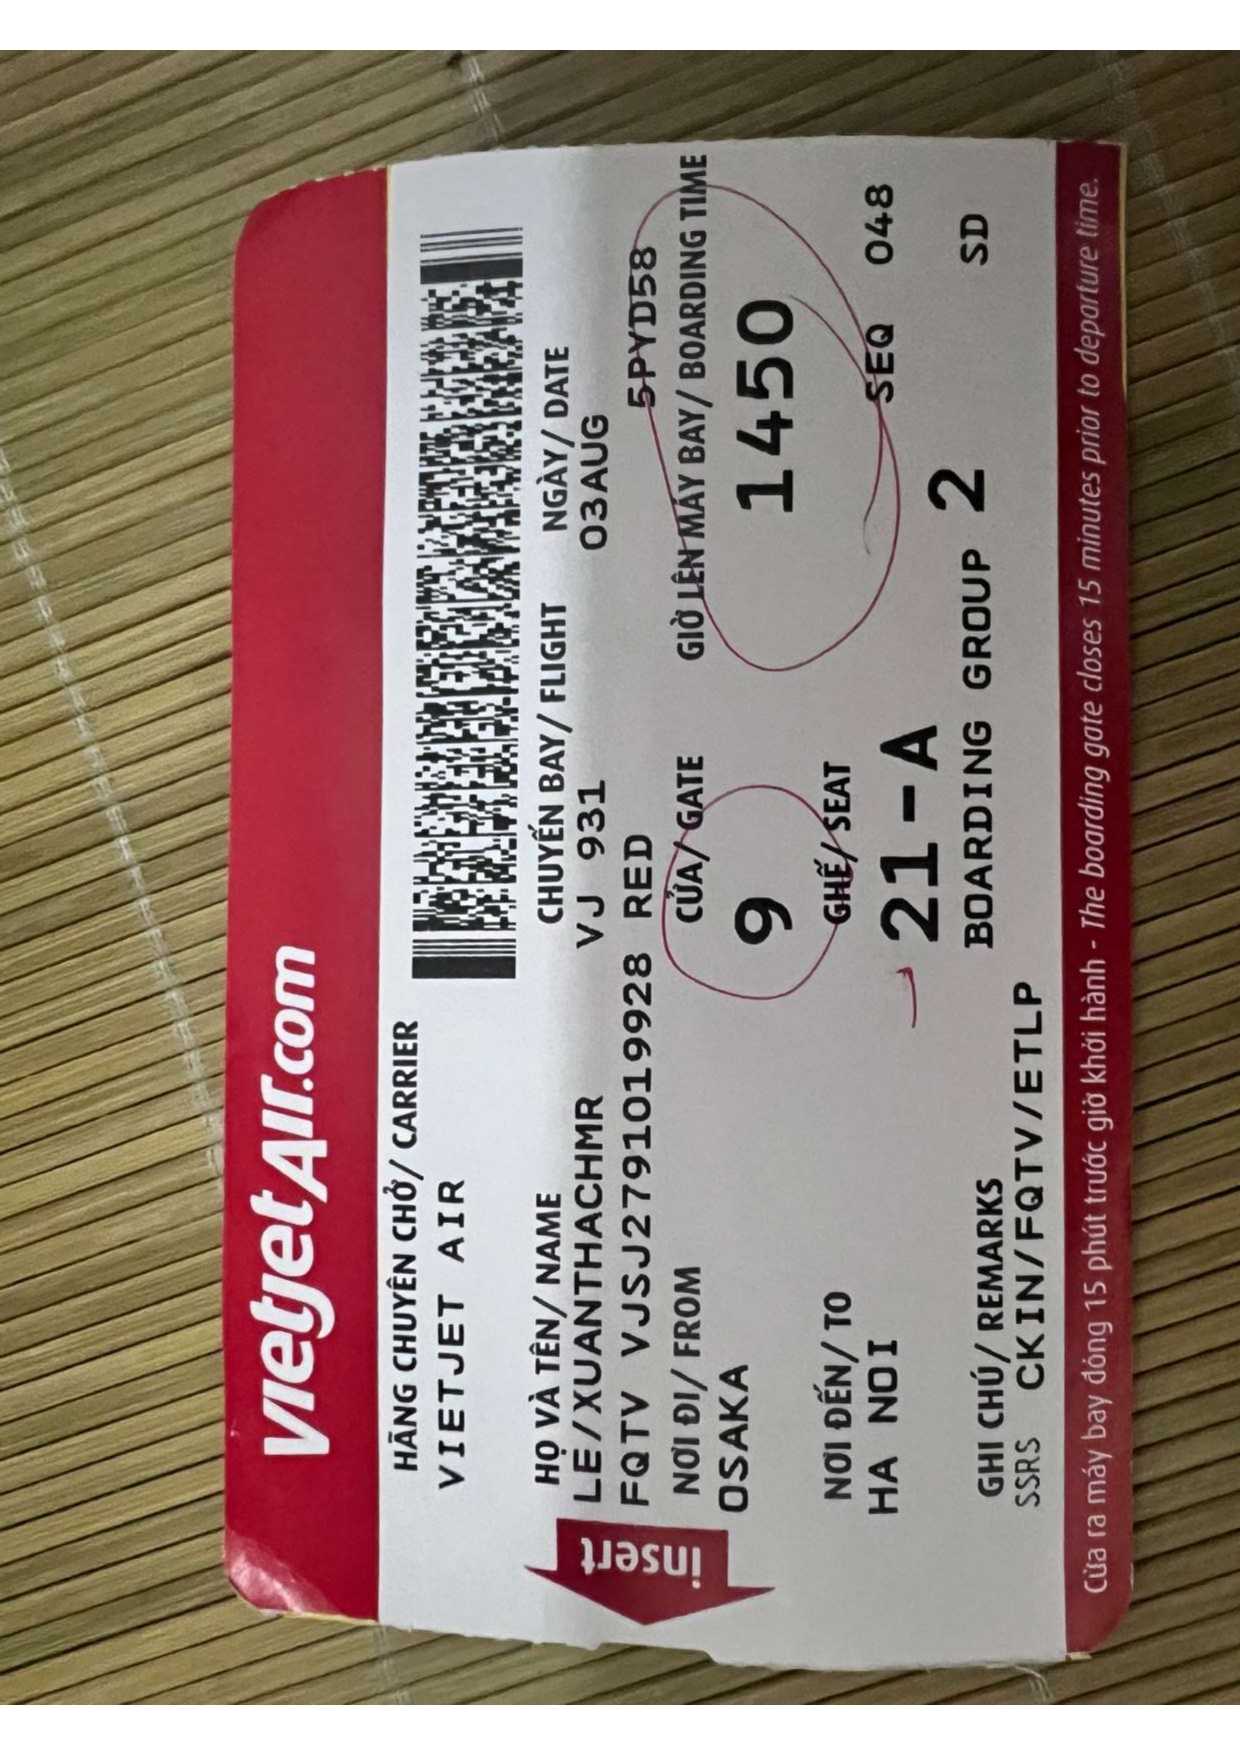 vietjetAir.com
HÃNG CHUYÊN CHỞ/ CARRIER
VIETJET AIR
HỌ VÀ TÊN/ NAME CHUYẾN BAY/ FLIGHT NGÀY/ DATE
LE/XUANTHACHMR VJ 931 03AUG
FQTV VJSJ2791019928 RED 5PYD58
NƠI ĐI/ FROM CỬA/ GATE GIỜ LÊN MÁY BAY/ BOARDING TIME
OSAKA 9 1450
NƠI ĐẾN/ TO GHẾ/ SEAT SEQ 048
HA NOI 21-A
BOARDING GROUP 2 SD
GHI CHÚ/ REMARKS
SSRS CKIN/FQTV/ETLP
Cửa ra máy bay đóng 15 phút trước giờ khởi hành - The boarding gate closes 15 minutes prior to departure time.
insert